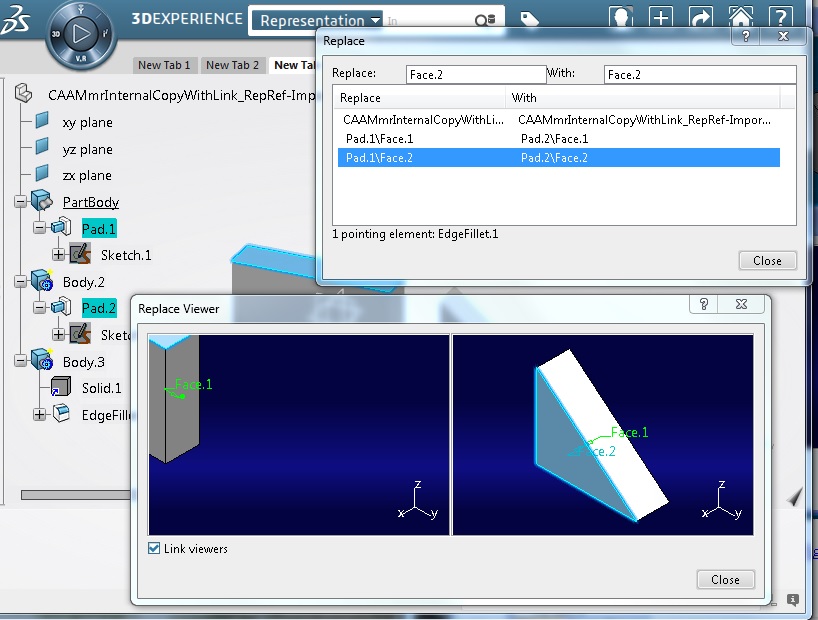 3DEXPERIENCE
Representation
In
3D
V.R
New Tab 1
New Tab 2
New Tal
CAAMmrInternalCopyWithLink_RepRef-Imp
xy plane
yz plane
zx plane
PartBody
Pad.1
Sketch.1
Body.2
Pad.2
Sketc
Body.3
Solid.1
EdgeFill
Replace
?
Replace:
Face.2
With:
Face.2
Replace
With
CAAMmrInternalCopyWithLi...
CAAMmrInternalCopyWithLink_RepRef-Impor...
Pad.1\Face.1
Pad.2\Face.1
Pad.1\Face.2
Pad.2\Face.2
1 pointing element: EdgeFillet.1
Close
Replace Viewer
?
Face.1
z
x
y
Face.1
Face.2
z
x
y
Link viewers
Close